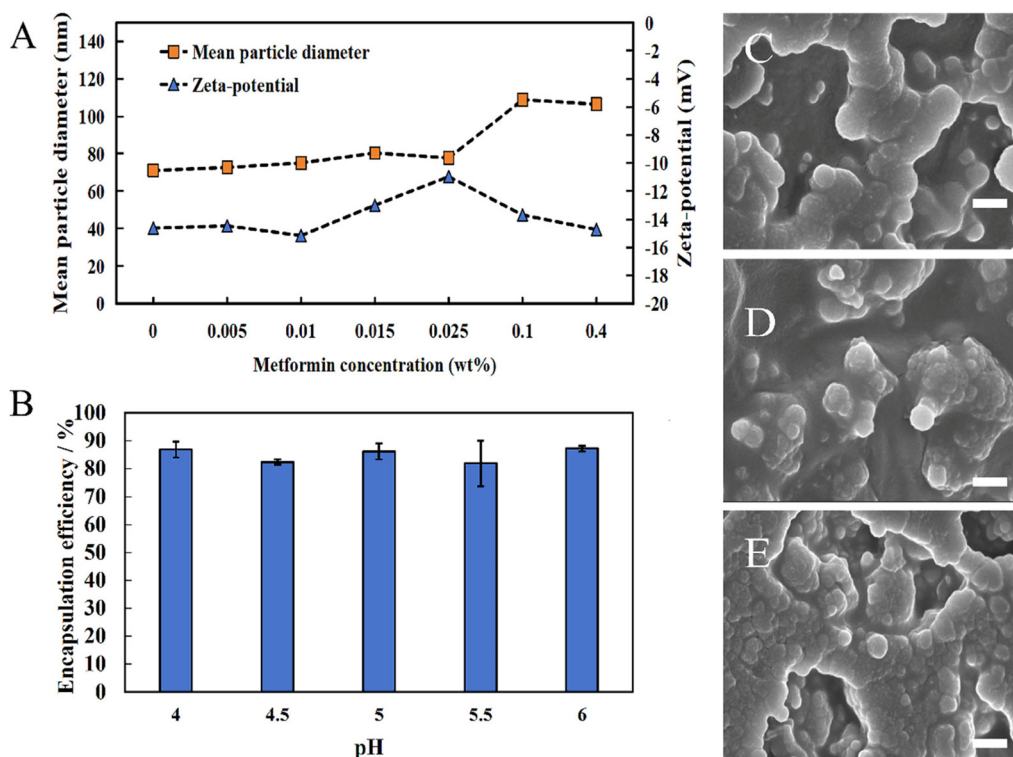 A
Mean particle diameter (nm)
140
120
100
80
60
40
20
0
Mean particle diameter
Zeta-potential
0
-2
-4
-6
-8
-10
-12
-14
-16
-18
-20
Zeta-potential (mV)
0 0.005 0.01 0.015 0.025 0.1 0.4
Metformin concentration (wt%)
B
Encapsulation efficiency / %
100
90
80
70
60
50
40
30
20
10
0
4 4.5 5 5.5 6
pH
C
D
E